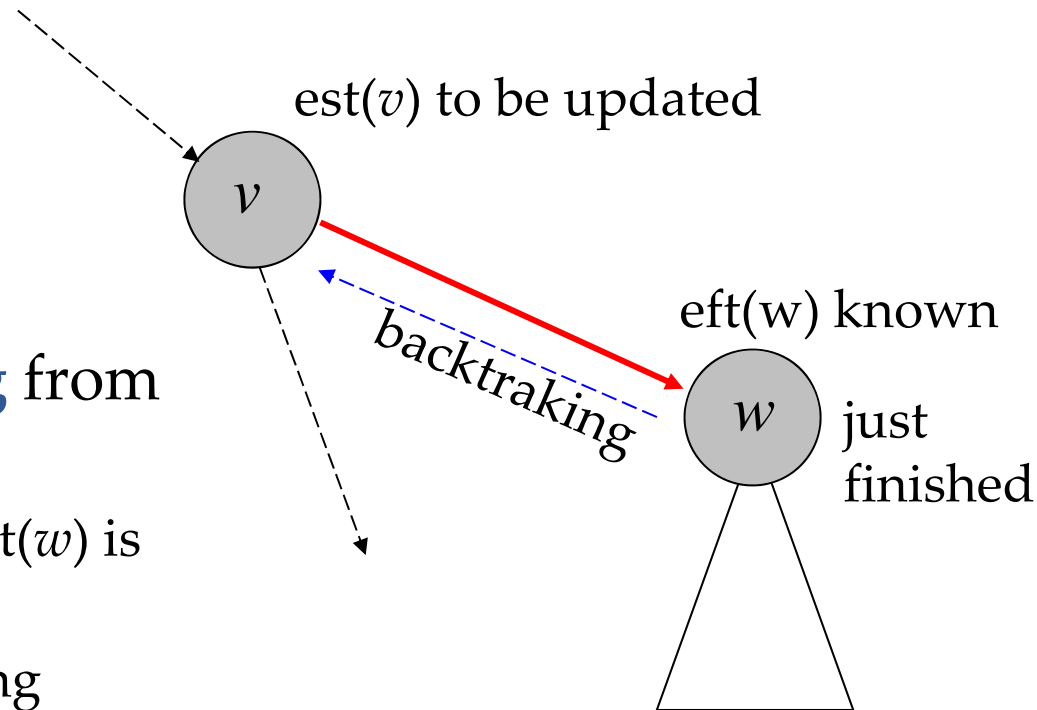 est(v) to be updated
v
eft(w) known
backtraking
from
w
just
finished
t(w) is
ng